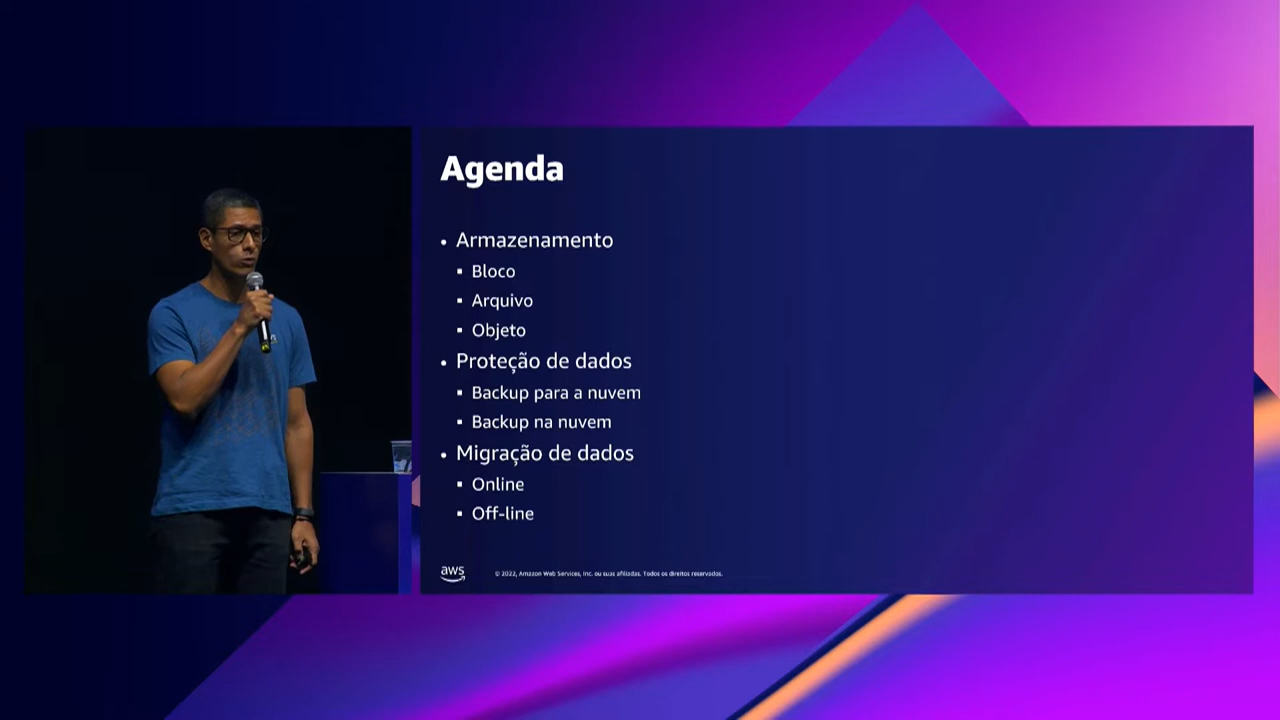 Agenda
• Armazenamento
▪ Bloco
▪ Arquivo
▪ Objeto
• Proteção de dados
▪ Backup para a nuvem
▪ Backup na nuvem
• Migração de dados
▪ Online
▪ Off-line
aws
© 2022, Amazon Web Services, Inc. ou suas afiliadas. Todos os direitos reservados.